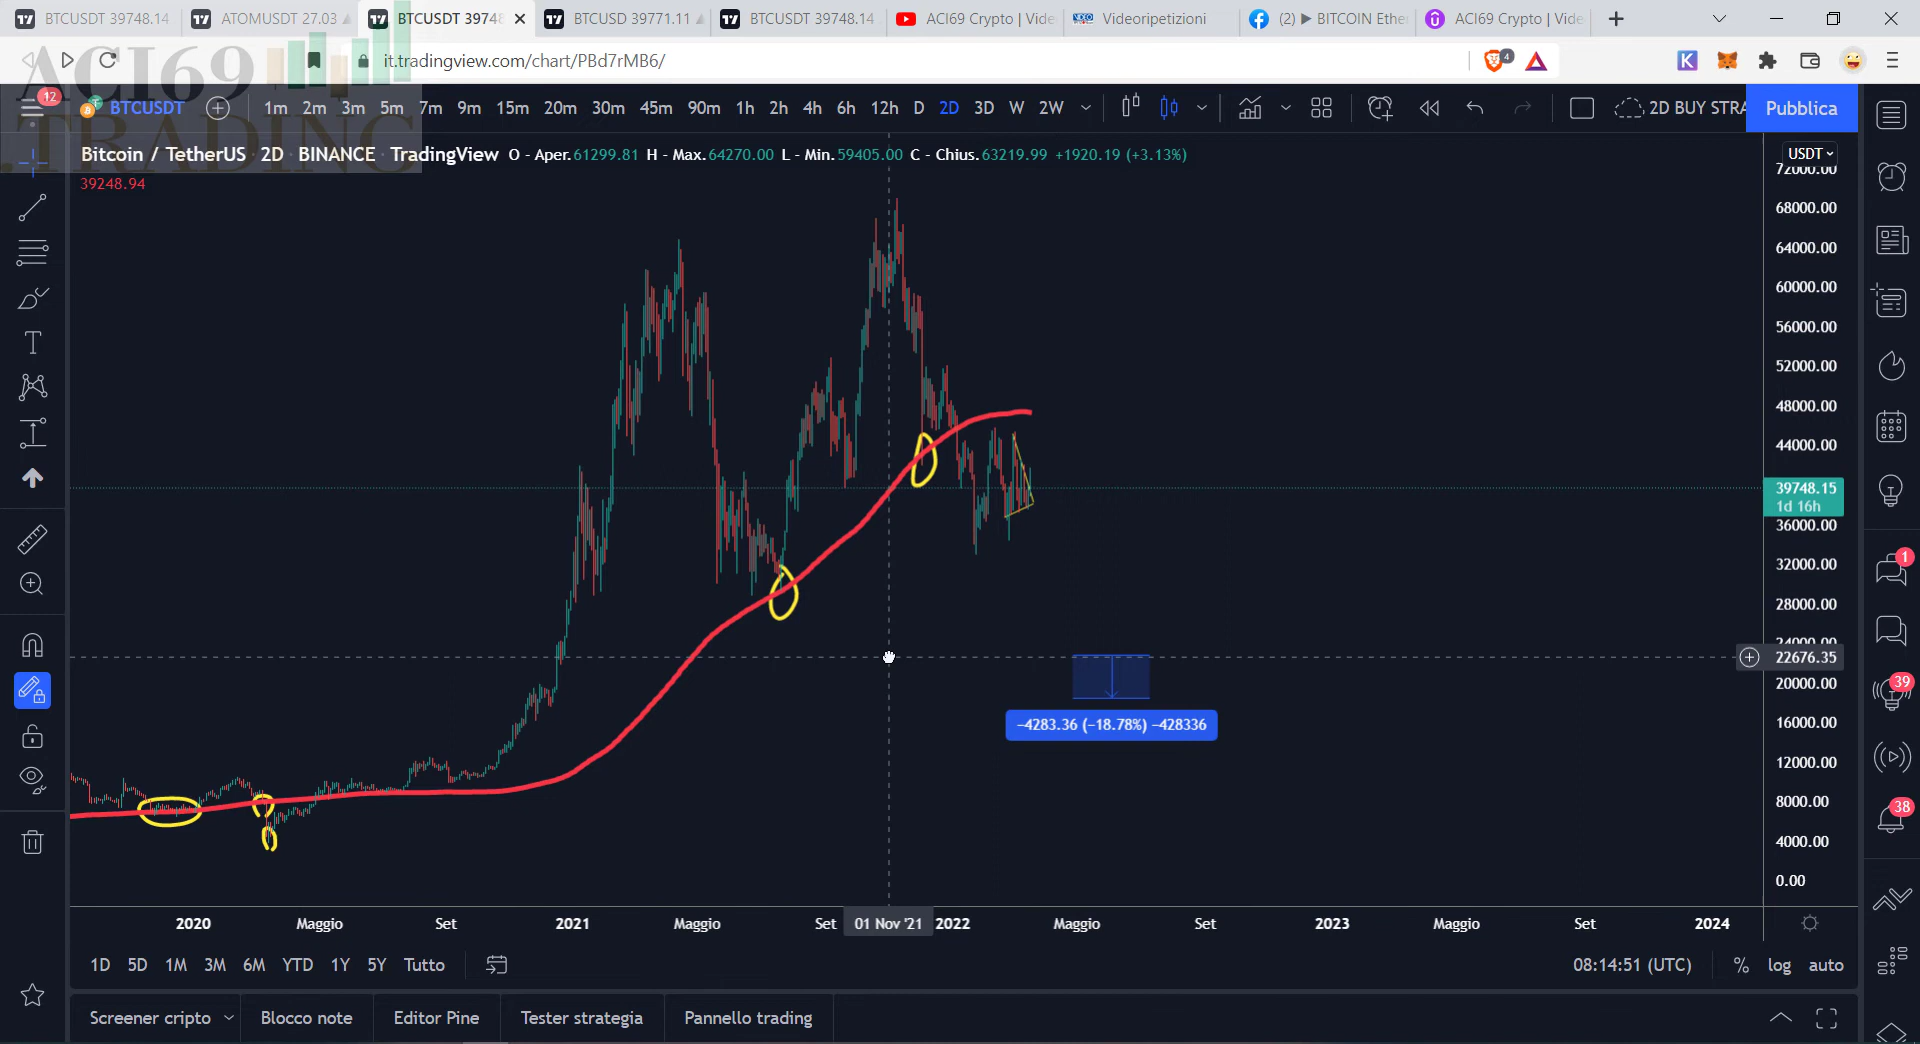 BTCUSDT 39748.14
ATOMUSDT 27.03
BTCUSDT 39748
BTCUSD 39771.11
BTCUSDT 39748.14
ACI69 Crypto | Vide
Videoripetizioni
(2) ▶ BITCOIN Ethe
ACI69 Crypto | Vide
ACI69
.TRADING
it.tradingview.com/chart/PBd7rMB6/
4
12
BTCUSDT
1m 2m 3m 5m 7m 9m 15m 20m 30m 45m 90m 1h 2h 4h 6h 12h D 2D 3D W 2W
2D BUY STRA
Pubblica
Bitcoin / TetherUS 2D BINANCE TradingView O - Aper.61299.81 H - Max.64270.00 L - Min.59405.00 C - Chius.63219.99 +1920.19 (+3.13%)
39248.94
USDT
72000.00
68000.00
64000.00
60000.00
56000.00
52000.00
48000.00
44000.00
39748.15
1d 16h
36000.00
32000.00
28000.00
24000.00
22676.35
20000.00
16000.00
12000.00
8000.00
4000.00
0.00
−4283.36 (−18.78%) −428336
1
39
38
2020 Maggio Set 2021 Maggio Set 01 Nov '21 2022 Maggio Set 2023 Maggio Set 2024
1D 5D 1M 3M 6M YTD 1Y 5Y Tutto
08:14:51 (UTC) % log auto
Screener cripto Blocco note Editor Pine Tester strategia Pannello trading